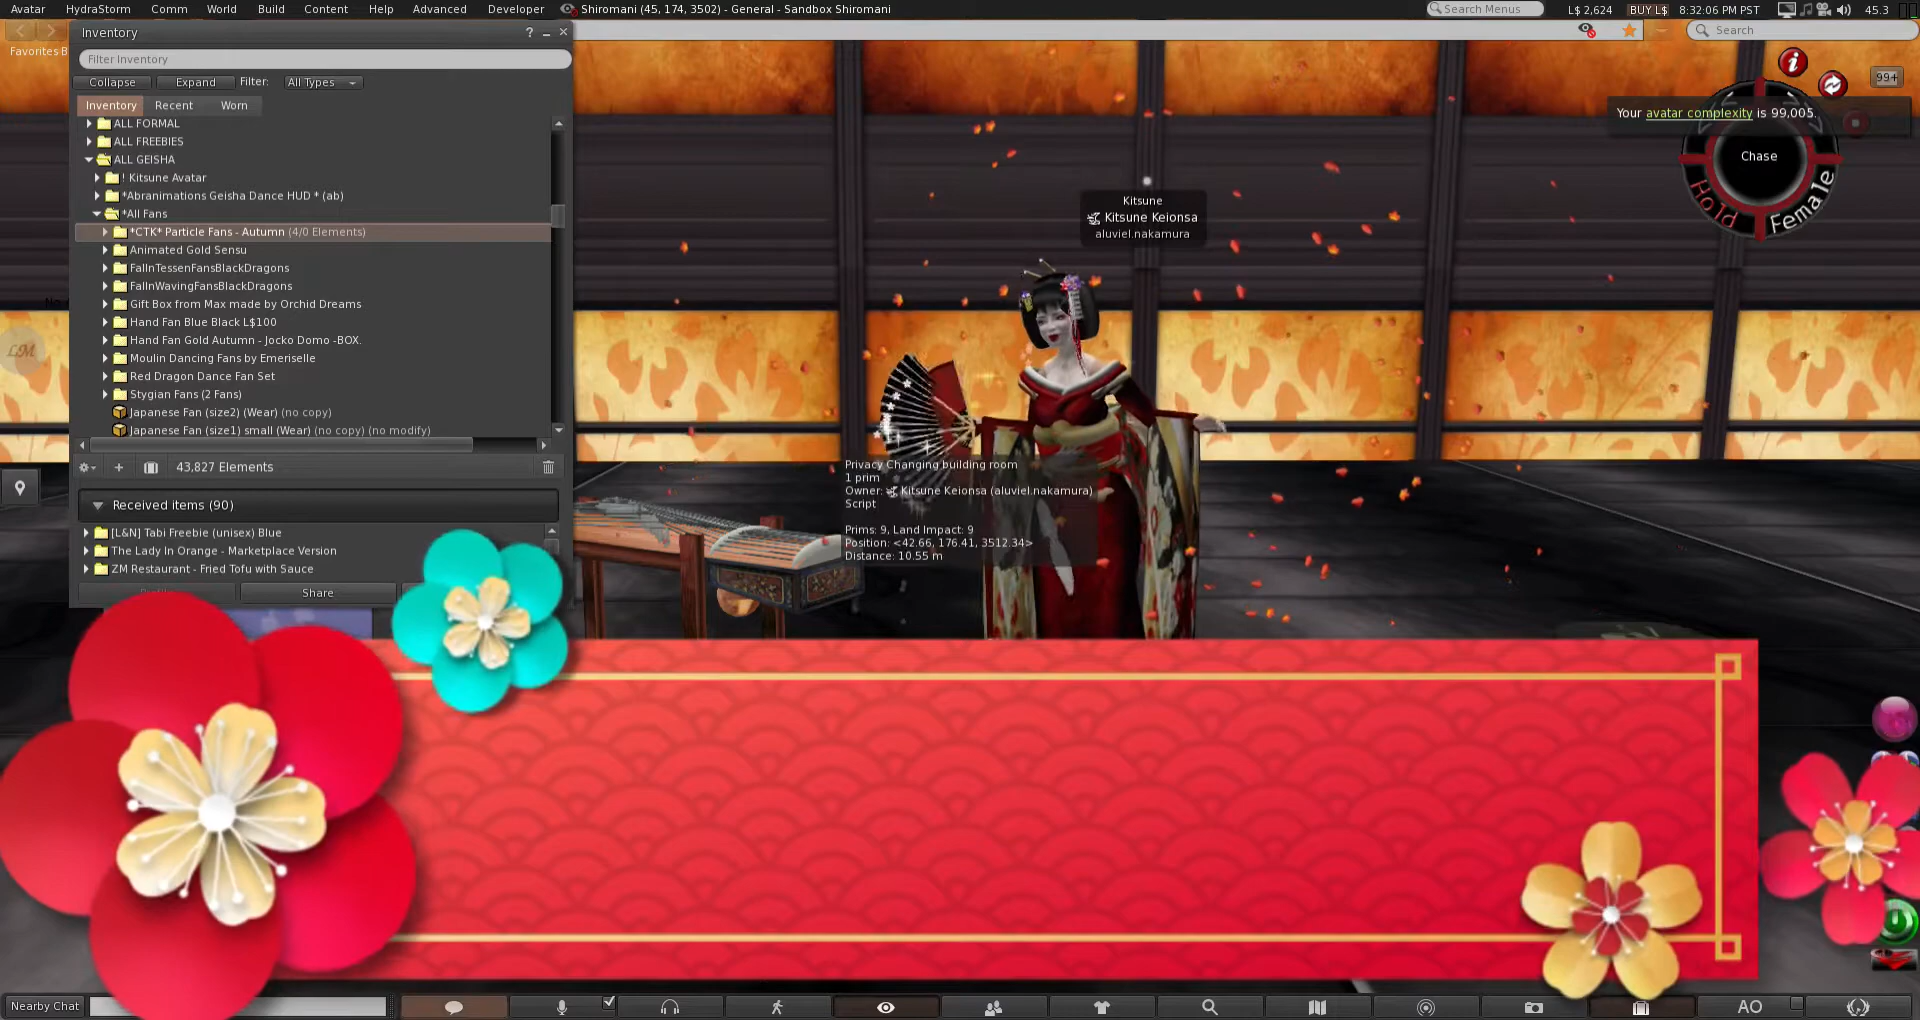 Avatar HydraStorm Comm World Build Content Help Advanced Developer Shiromani (45, 174, 3502) - General - Sandbox Shiromani Search Menus L$ 2,624 BUY L$ 8:32:06 PM PST 45.3
Inventory ? Search
Favorites B
Filter Inventory
Collapse Expand Filter: All Types
99+
Inventory Recent Worn
Your avatar complexity is 99,005.
ALL FORMAL
ALL FREEBIES
ALL GEISHA
! Kitsune Avatar
*Abranimations Geisha Dance HUD * (ab)
*All Fans
*CTK* Particle Fans - Autumn (4/0 Elements)
Animated Gold Sensu
FallnTessenFansBlackDragons
FallnWavingFansBlackDragons
Gift Box from Max made by Orchid Dreams
Hand Fan Blue Black L$100
Hand Fan Gold Autumn - Jocko Domo -BOX.
Moulin Dancing Fans by Emeriselle
Red Dragon Dance Fan Set
Stygian Fans (2 Fans)
Japanese Fan (size2) (Wear) (no copy)
Japanese Fan (size1) small (Wear) (no copy) (no modify)
43,827 Elements
Received items (90)
[L&N] Tabi Freebie (unisex) Blue
The Lady In Orange - Marketplace Version
ZM Restaurant - Fried Tofu with Sauce
Share
LM
Chase
Hold
Female
Kitsune
Kitsune Keionsa
aluviel.nakamura
Privacy Changing building room
1 prim
Owner: Kitsune Keionsa (aluviel.nakamura)
Script
Prims: 9, Land Impact: 9
Position: <42.66, 176.41, 3512.34>
Distance: 10.55 m
Nearby Chat
AO